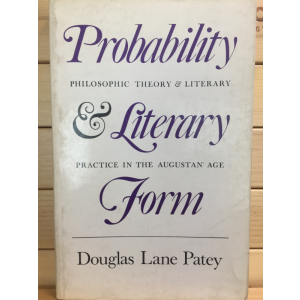 Probability
PHILOSOPHIC THEORY & LITERARY
& Literary
PRACTICE IN THE AUGUSTAN AGE
Form
Douglas Lane Patey